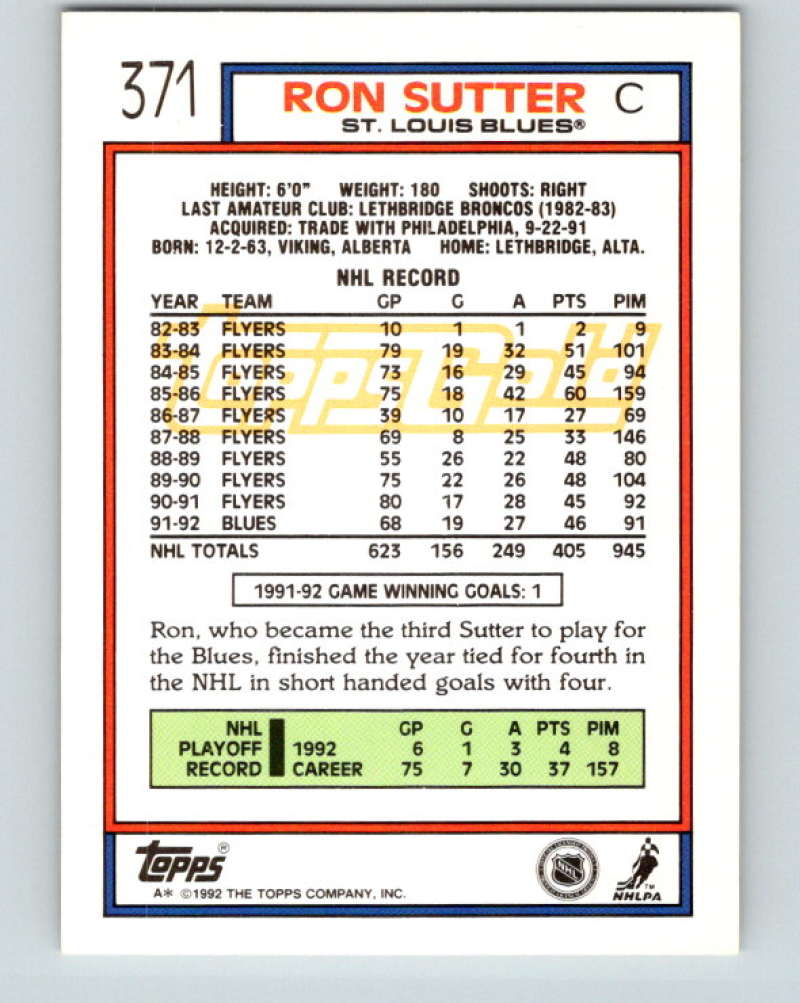 371
RON SUTTER C
ST. LOUIS BLUES®
HEIGHT: 6'0" WEIGHT: 180 SHOOTS: RIGHT
LAST AMATEUR CLUB: LETHBRIDGE BRONCOS (1982-83)
ACQUIRED: TRADE WITH PHILADELPHIA, 9-22-91
BORN: 12-2-63, VIKING, ALBERTA HOME: LETHBRIDGE, ALTA.
NHL RECORD
YEAR TEAM GP G A PTS PIM
82-83 FLYERS 10 1 1 2 9
83-84 FLYERS 79 19 32 51 101
84-85 FLYERS 73 16 29 45 94
85-86 FLYERS 75 18 42 60 159
86-87 FLYERS 39 10 17 27 69
87-88 FLYERS 69 8 25 33 146
88-89 FLYERS 55 26 22 48 80
89-90 FLYERS 75 22 26 48 104
90-91 FLYERS 80 17 28 45 92
91-92 BLUES 68 19 27 46 91
NHL TOTALS 623 156 249 405 945
ToppsGold
1991-92 GAME WINNING GOALS: 1
Ron, who became the third Sutter to play for
the Blues, finished the year tied for fourth in
the NHL in short handed goals with four.
NHL GP G A PTS PIM
PLAYOFF 1992 6 1 3 4 8
RECORD CAREER 75 7 30 37 157
TOPPS®
A* ©1992 THE TOPPS COMPANY, INC.
NHL
NHLPA™